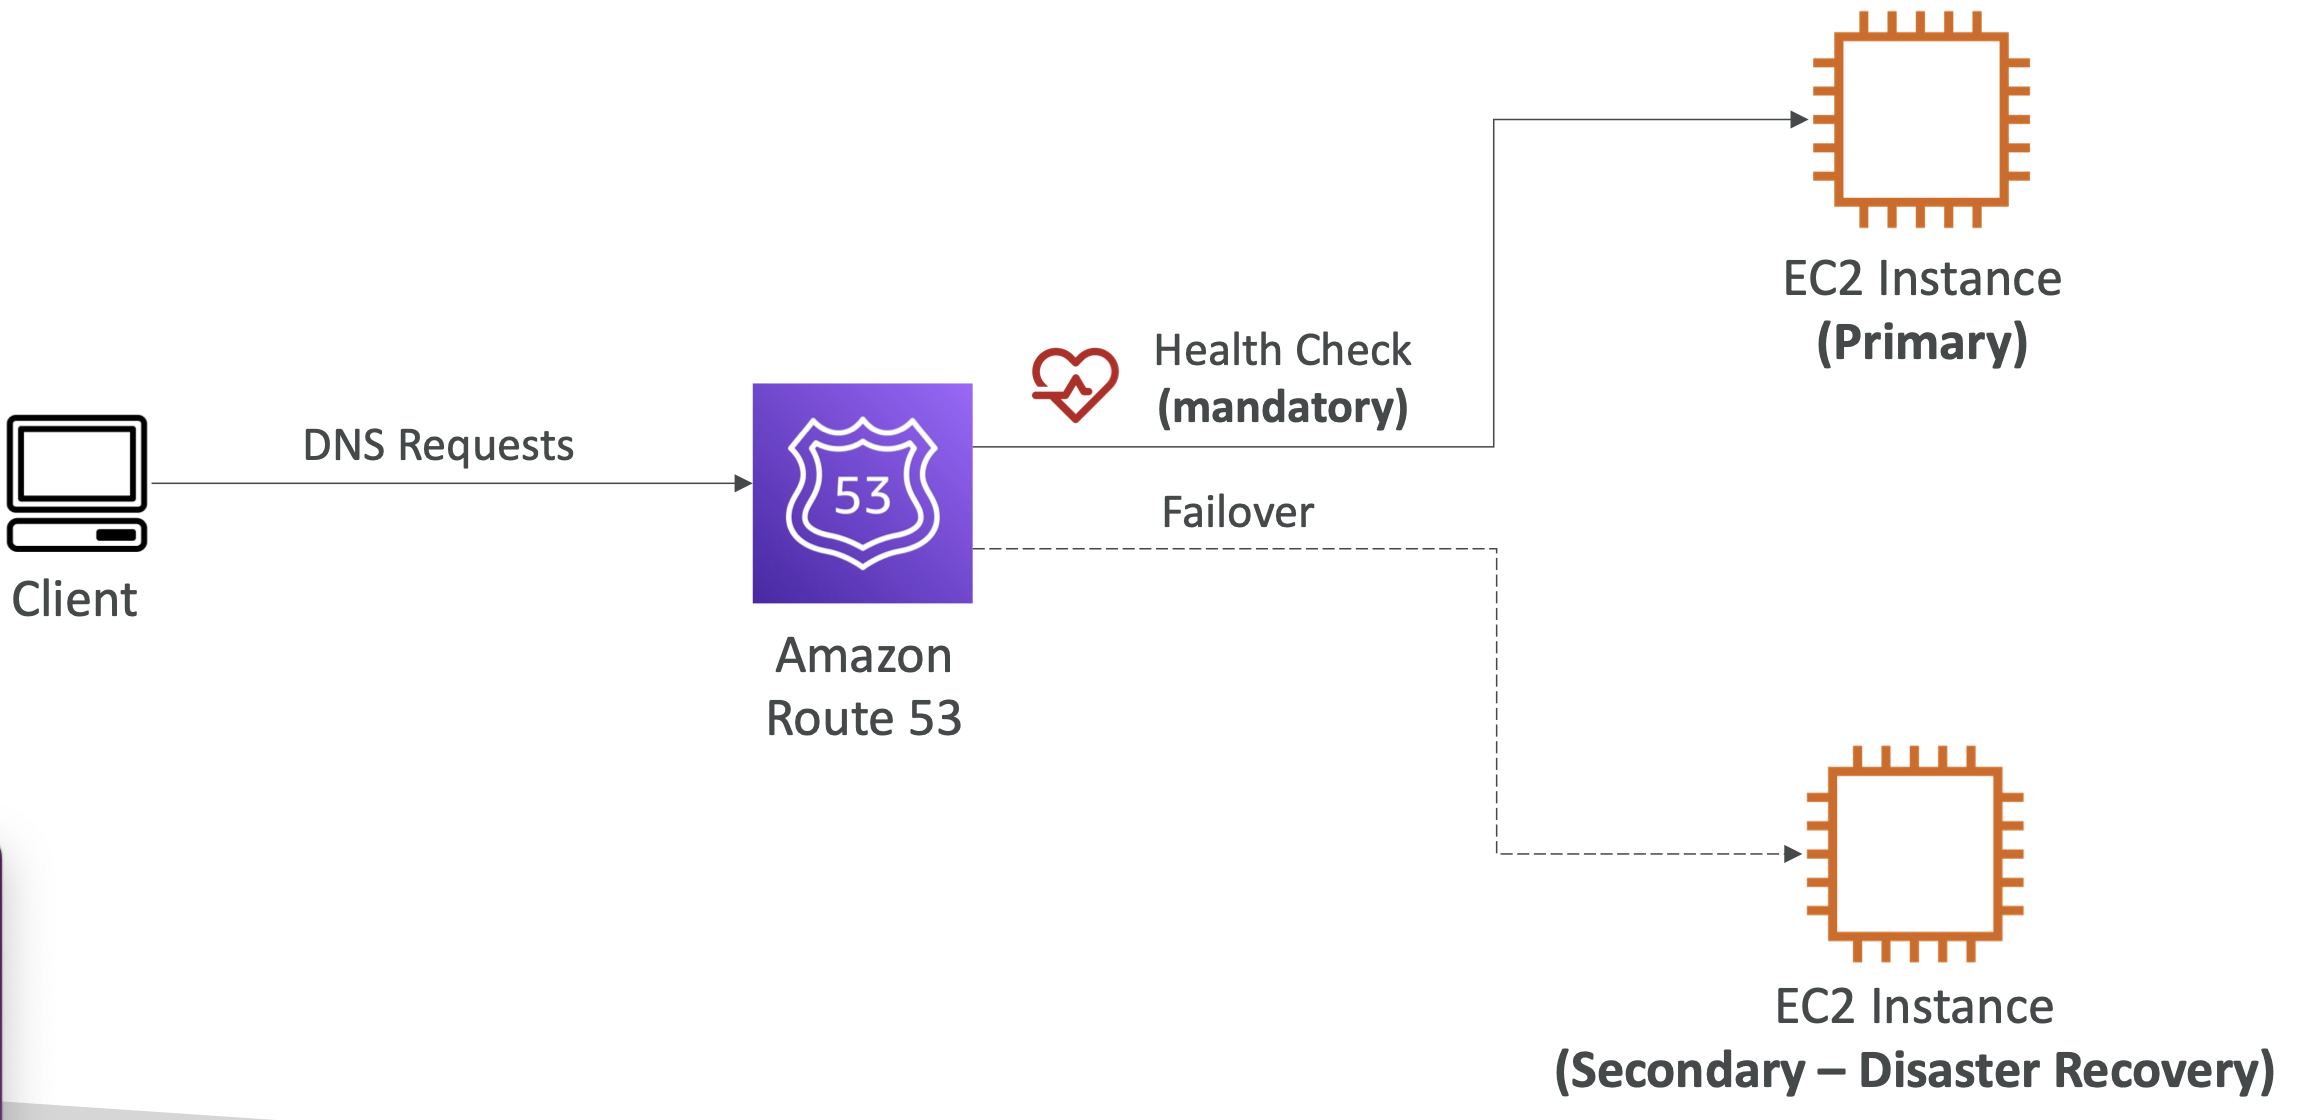 EC2 Instance
(Primary)
Health Check
(mandatory)
DNS Requests
53
Failover
Client
Amazon
Route 53
EC2 Instance
(Secondary – Disaster Recovery)